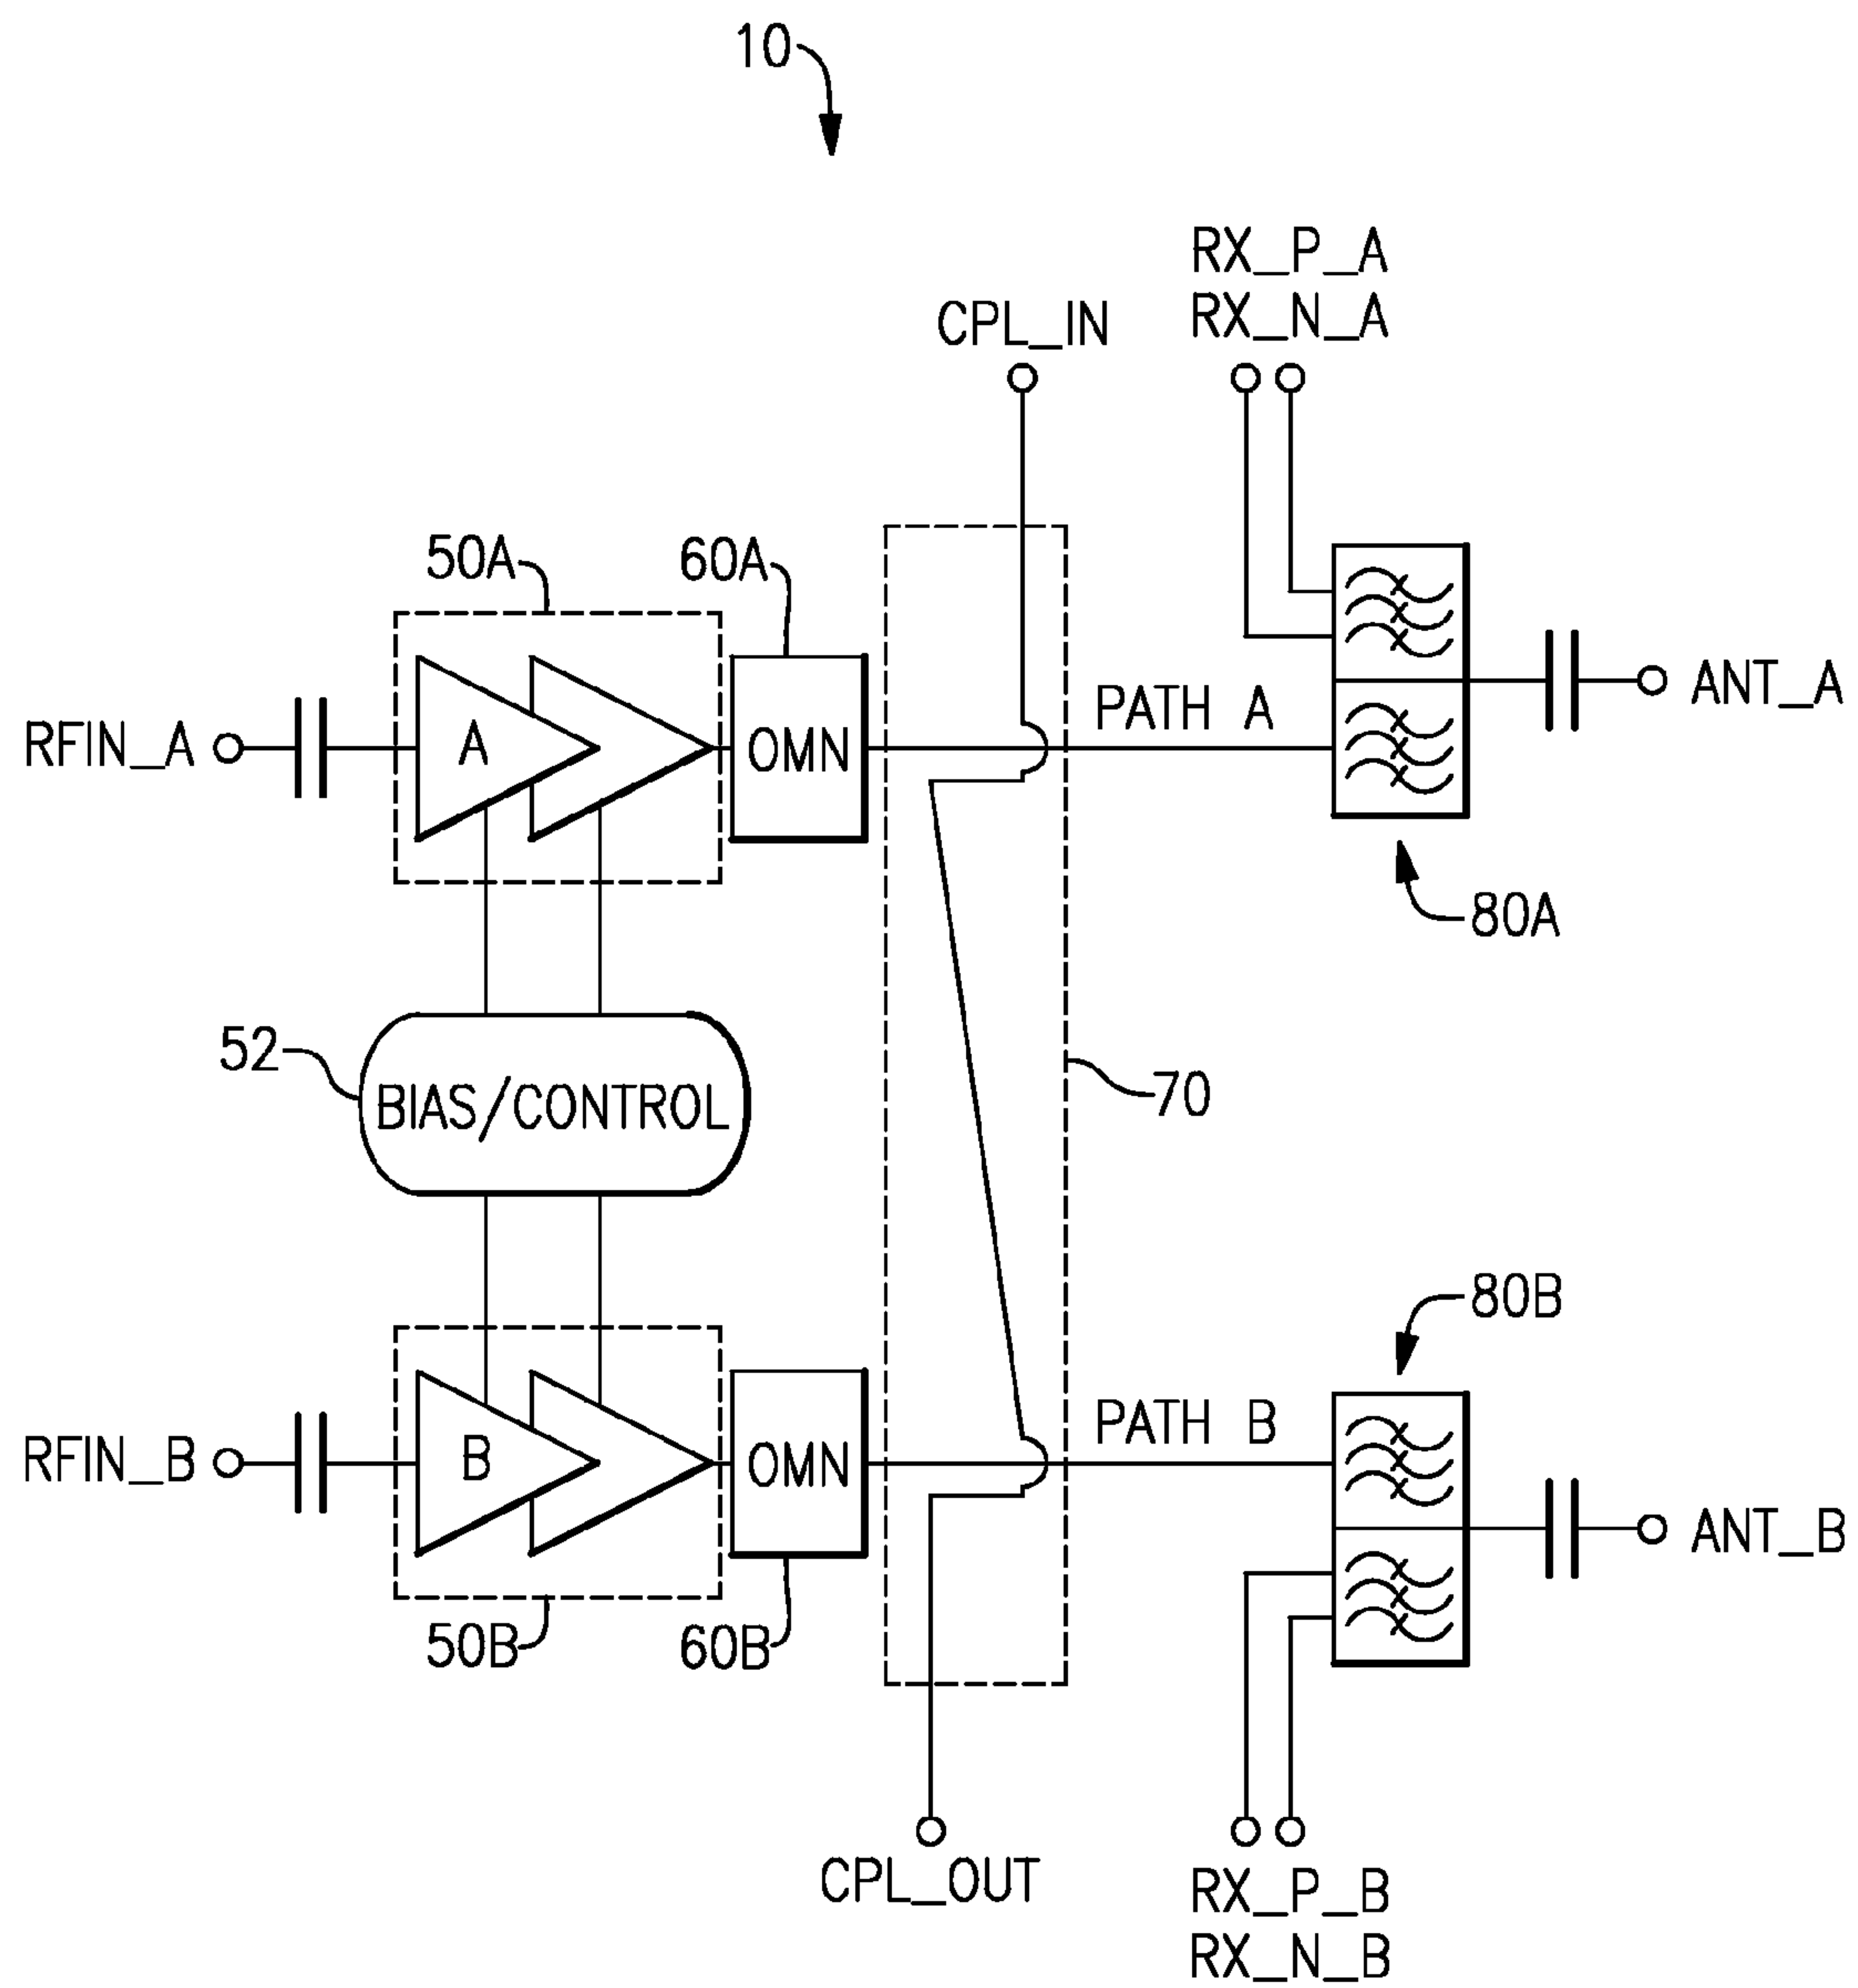 10
RX_P_A
RX_N_A
CPL_IN
50A
60A
RFIN_A
A
OMN
PATH A
ANT_A
80A
52
BIAS/CONTROL
70
80B
RFIN_B
B
OMN
PATH B
ANT_B
50B
60B
CPL_OUT
RX_P_B
RX_N_B